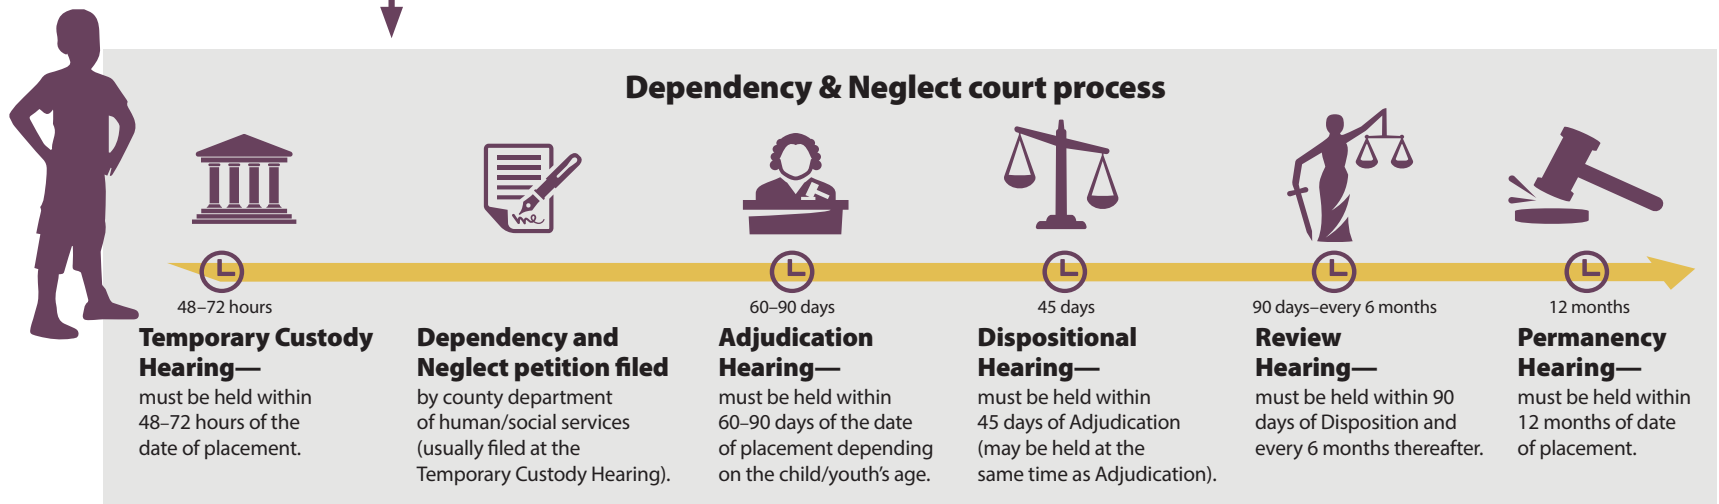 Dependency & Neglect court process
48–72 hours
Temporary Custody
Hearing—
must be held within
48–72 hours of the
date of placement.
Dependency and
Neglect petition filed
by county department
of human/social services
(usually filed at the
Temporary Custody Hearing).
60–90 days
Adjudication
Hearing—
must be held within
60–90 days of the date
of placement depending
on the child/youth’s age.
45 days
Dispositional
Hearing—
must be held within
45 days of Adjudication
(may be held at the
same time as Adjudication).
90 days–every 6 months
Review
Hearing—
must be held within 90
days of Disposition and
every 6 months thereafter.
12 months
Permanency
Hearing—
must be held within
12 months of date
of placement.